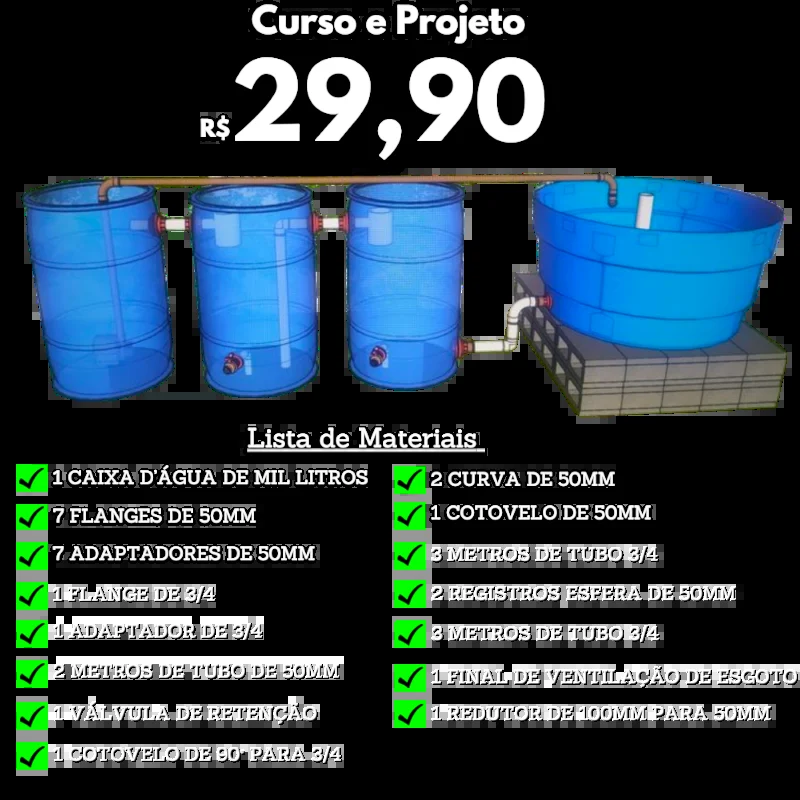 Curso e Projeto
R$ 29,90
Lista de Materiais
1 CAIXA D'ÁGUA DE MIL LITROS
7 FLANGES DE 50MM
7 ADAPTADORES DE 50MM
1 FLANGE DE 3/4
1 ADAPTADOR DE 3/4
2 METROS DE TUBO DE 50MM
1 VÁLVULA DE RETENÇÃO
1 COTOVELO DE 90° PARA 3/4
2 CURVA DE 50MM
1 COTOVELO DE 50MM
3 METROS DE TUBO 3/4
2 REGISTROS ESFERA DE 50MM
3 METROS DE TUBO 3/4
1 FINAL DE VENTILAÇÃO DE ESGOTO
1 REDUTOR DE 100MM PARA 50MM